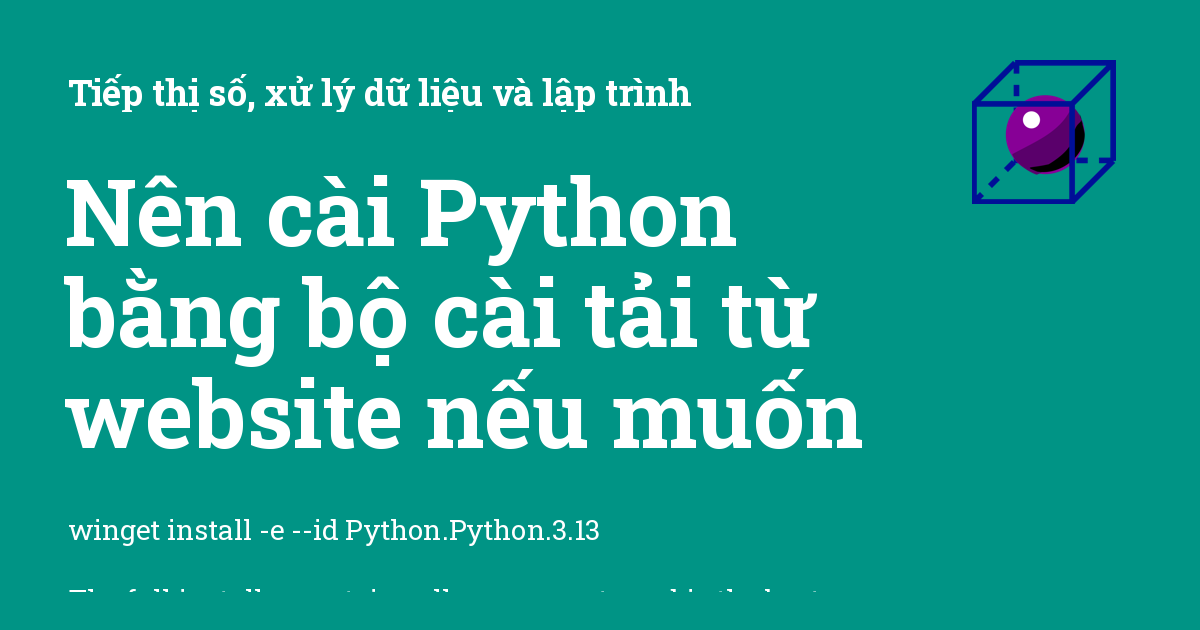 Tiếp thị số, xử lý dữ liệu và lập trình
Nên cài Python
bằng bộ cài tải từ
website nếu muốn
winget install -e --id Python.Python.3.13